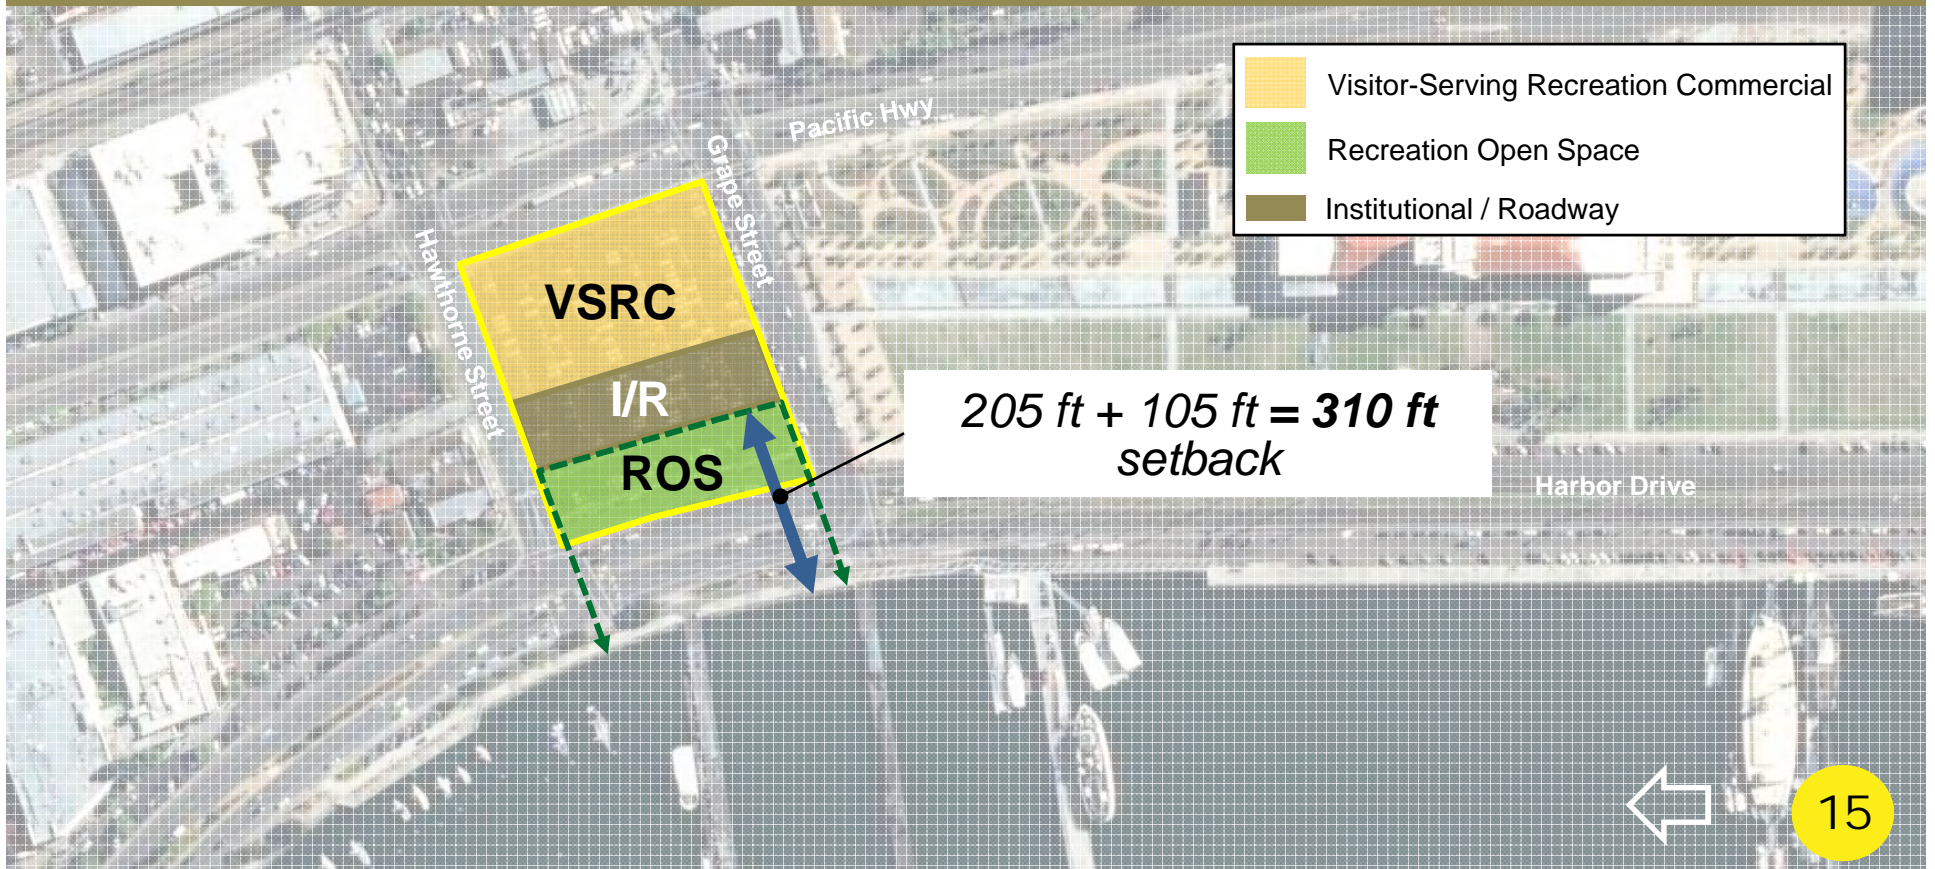 Visitor-Serving Recreation Commercial
Recreation Open Space
Institutional / Roadway
Pacific Hwy
Grape Street
Hawthorne Street
VSRC
I/R
ROS
205 ft + 105 ft = 310 ft
setback
Harbor Drive
15